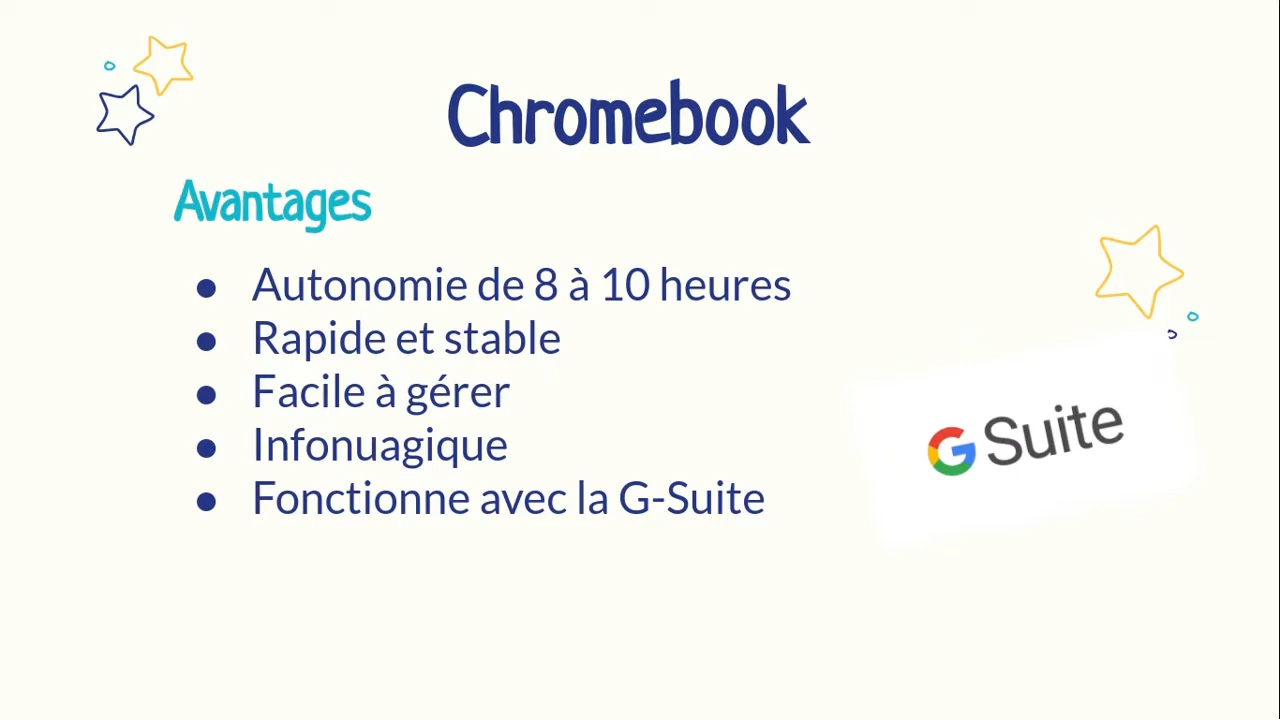 Chromebook
Avantages
● Autonomie de 8 à 10 heures
● Rapide et stable
● Facile à gérer
● Infonuagique
● Fonctionne avec la G-Suite
G Suite